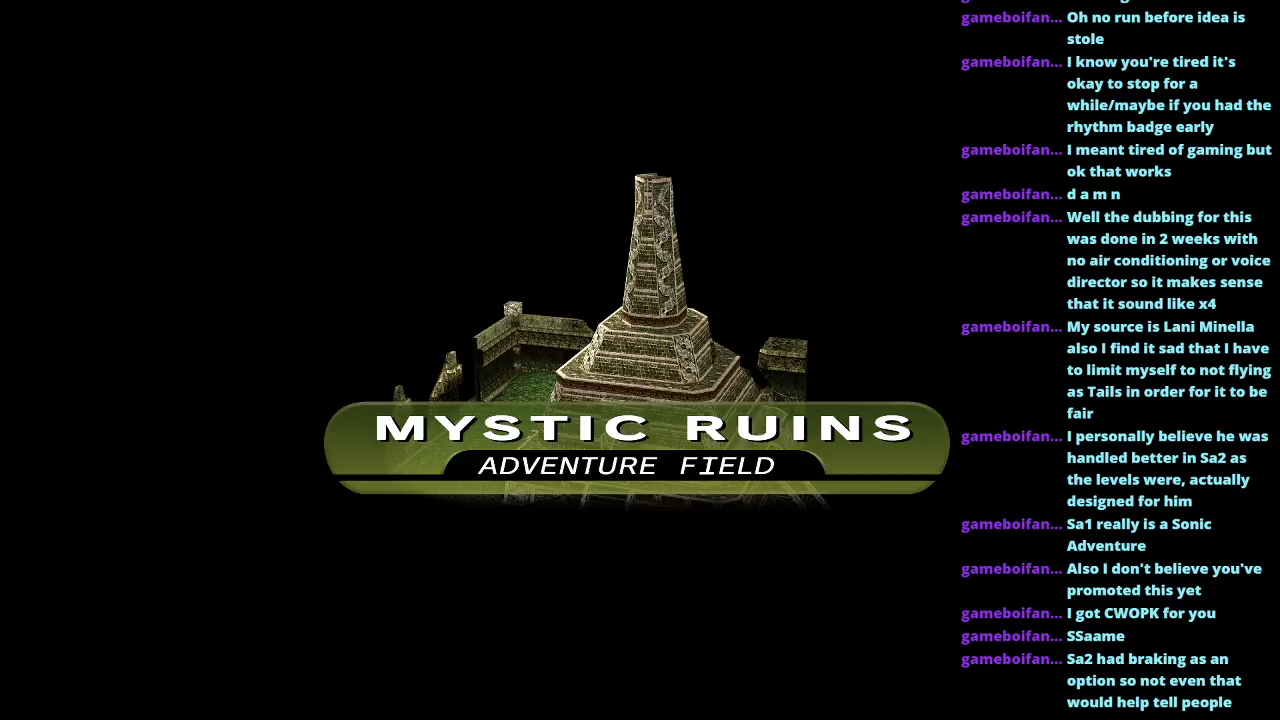 MYSTIC RUINS
ADVENTURE FIELD
gameboifan... Oh no run before idea is
stole
gameboifan... I know you're tired it's
okay to stop for a
while/maybe if you had the
rhythm badge early
gameboifan... I meant tired of gaming but
ok that works
gameboifan... d a m n
gameboifan... Well the dubbing for this
was done in 2 weeks with
no air conditioning or voice
director so it makes sense
that it sound like x4
gameboifan... My source is Lani Minella
also I find it sad that I have
to limit myself to not flying
as Tails in order for it to be
fair
gameboifan... I personally believe he was
handled better in Sa2 as
the levels were, actually
designed for him
gameboifan... Sa1 really is a Sonic
Adventure
gameboifan... Also I don't believe you've
promoted this yet
gameboifan... I got CWOPK for you
gameboifan... SSaame
gameboifan... Sa2 had braking as an
option so not even that
would help tell people